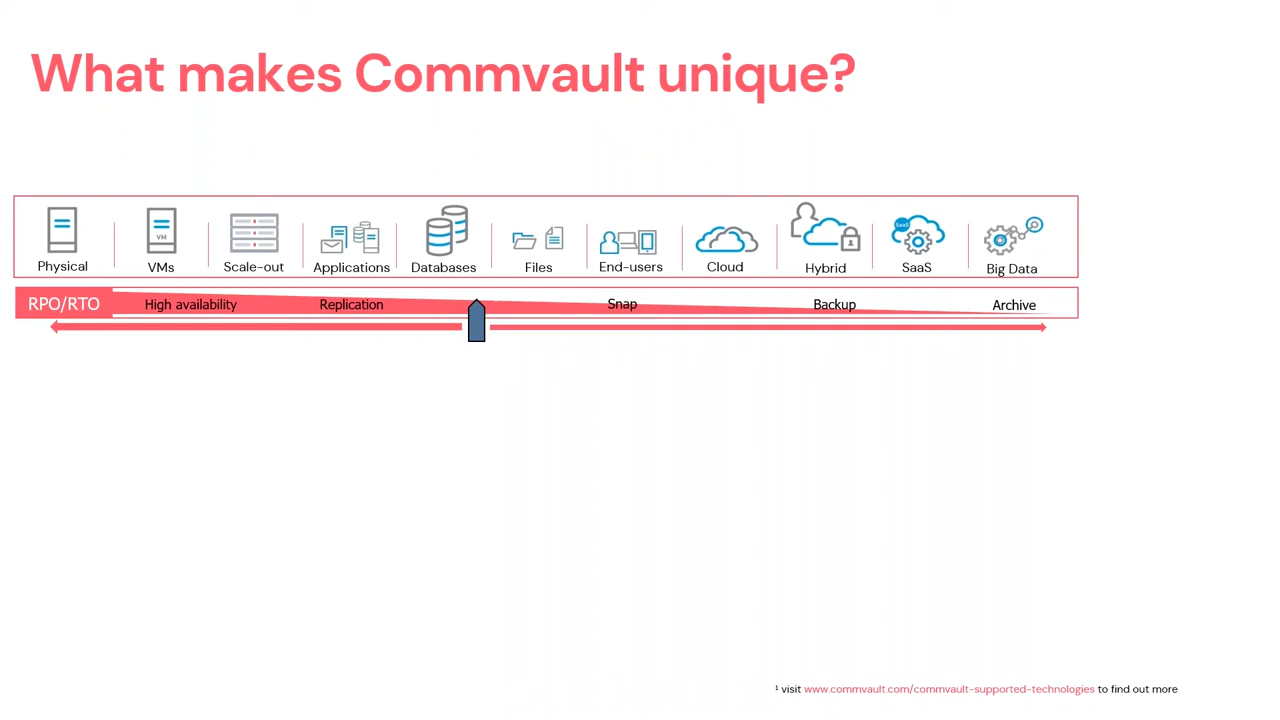 What makes Commvault unique?
VM
SaaS
Physical VMs Scale-out Applications Databases Files End-users Cloud Hybrid SaaS Big Data
RPO/RTO High availability Replication Snap Backup Archive
¹ visit www.commvault.com/commvault-supported-technologies to find out more